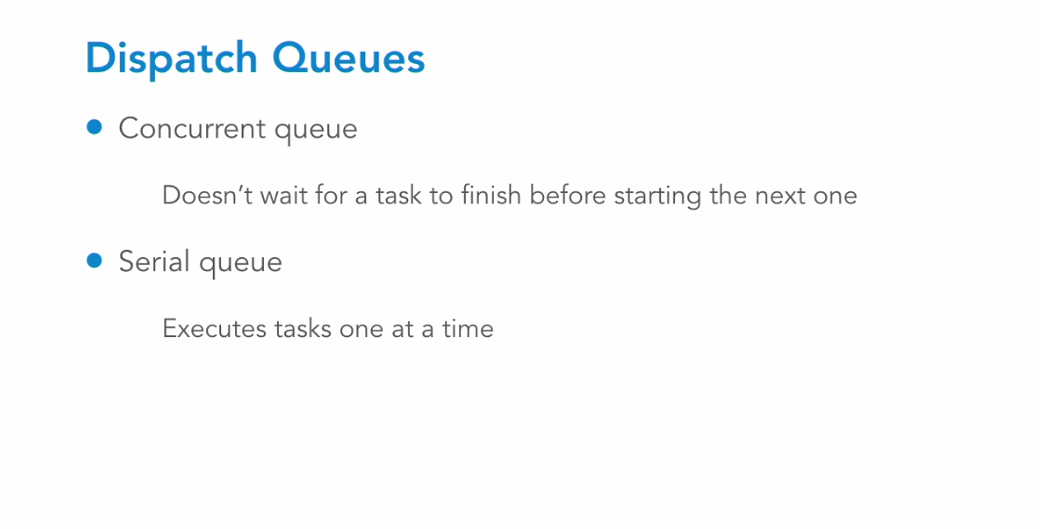 Dispatch Queues
• Concurrent queue
Doesn’t wait for a task to finish before starting the next one
• Serial queue
Executes tasks one at a time